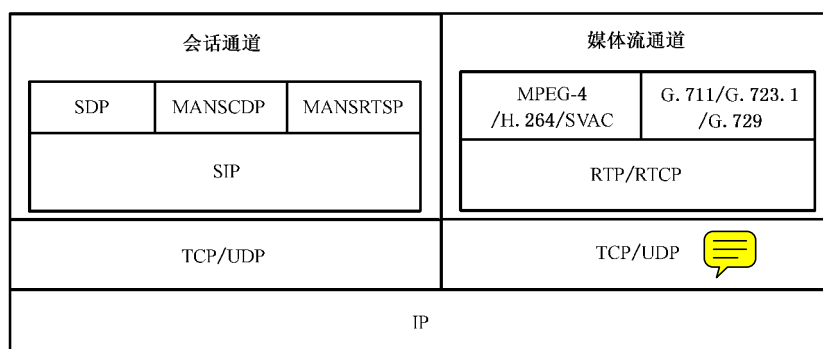 会话通道
媒体流通道
SDP
MANSCDP
MANSRTSP
MPEG-4
/H.264/SVAC
G.711/G.723.1
/G.729
SIP
RTP/RTCP
TCP/UDP
TCP/UDP
IP